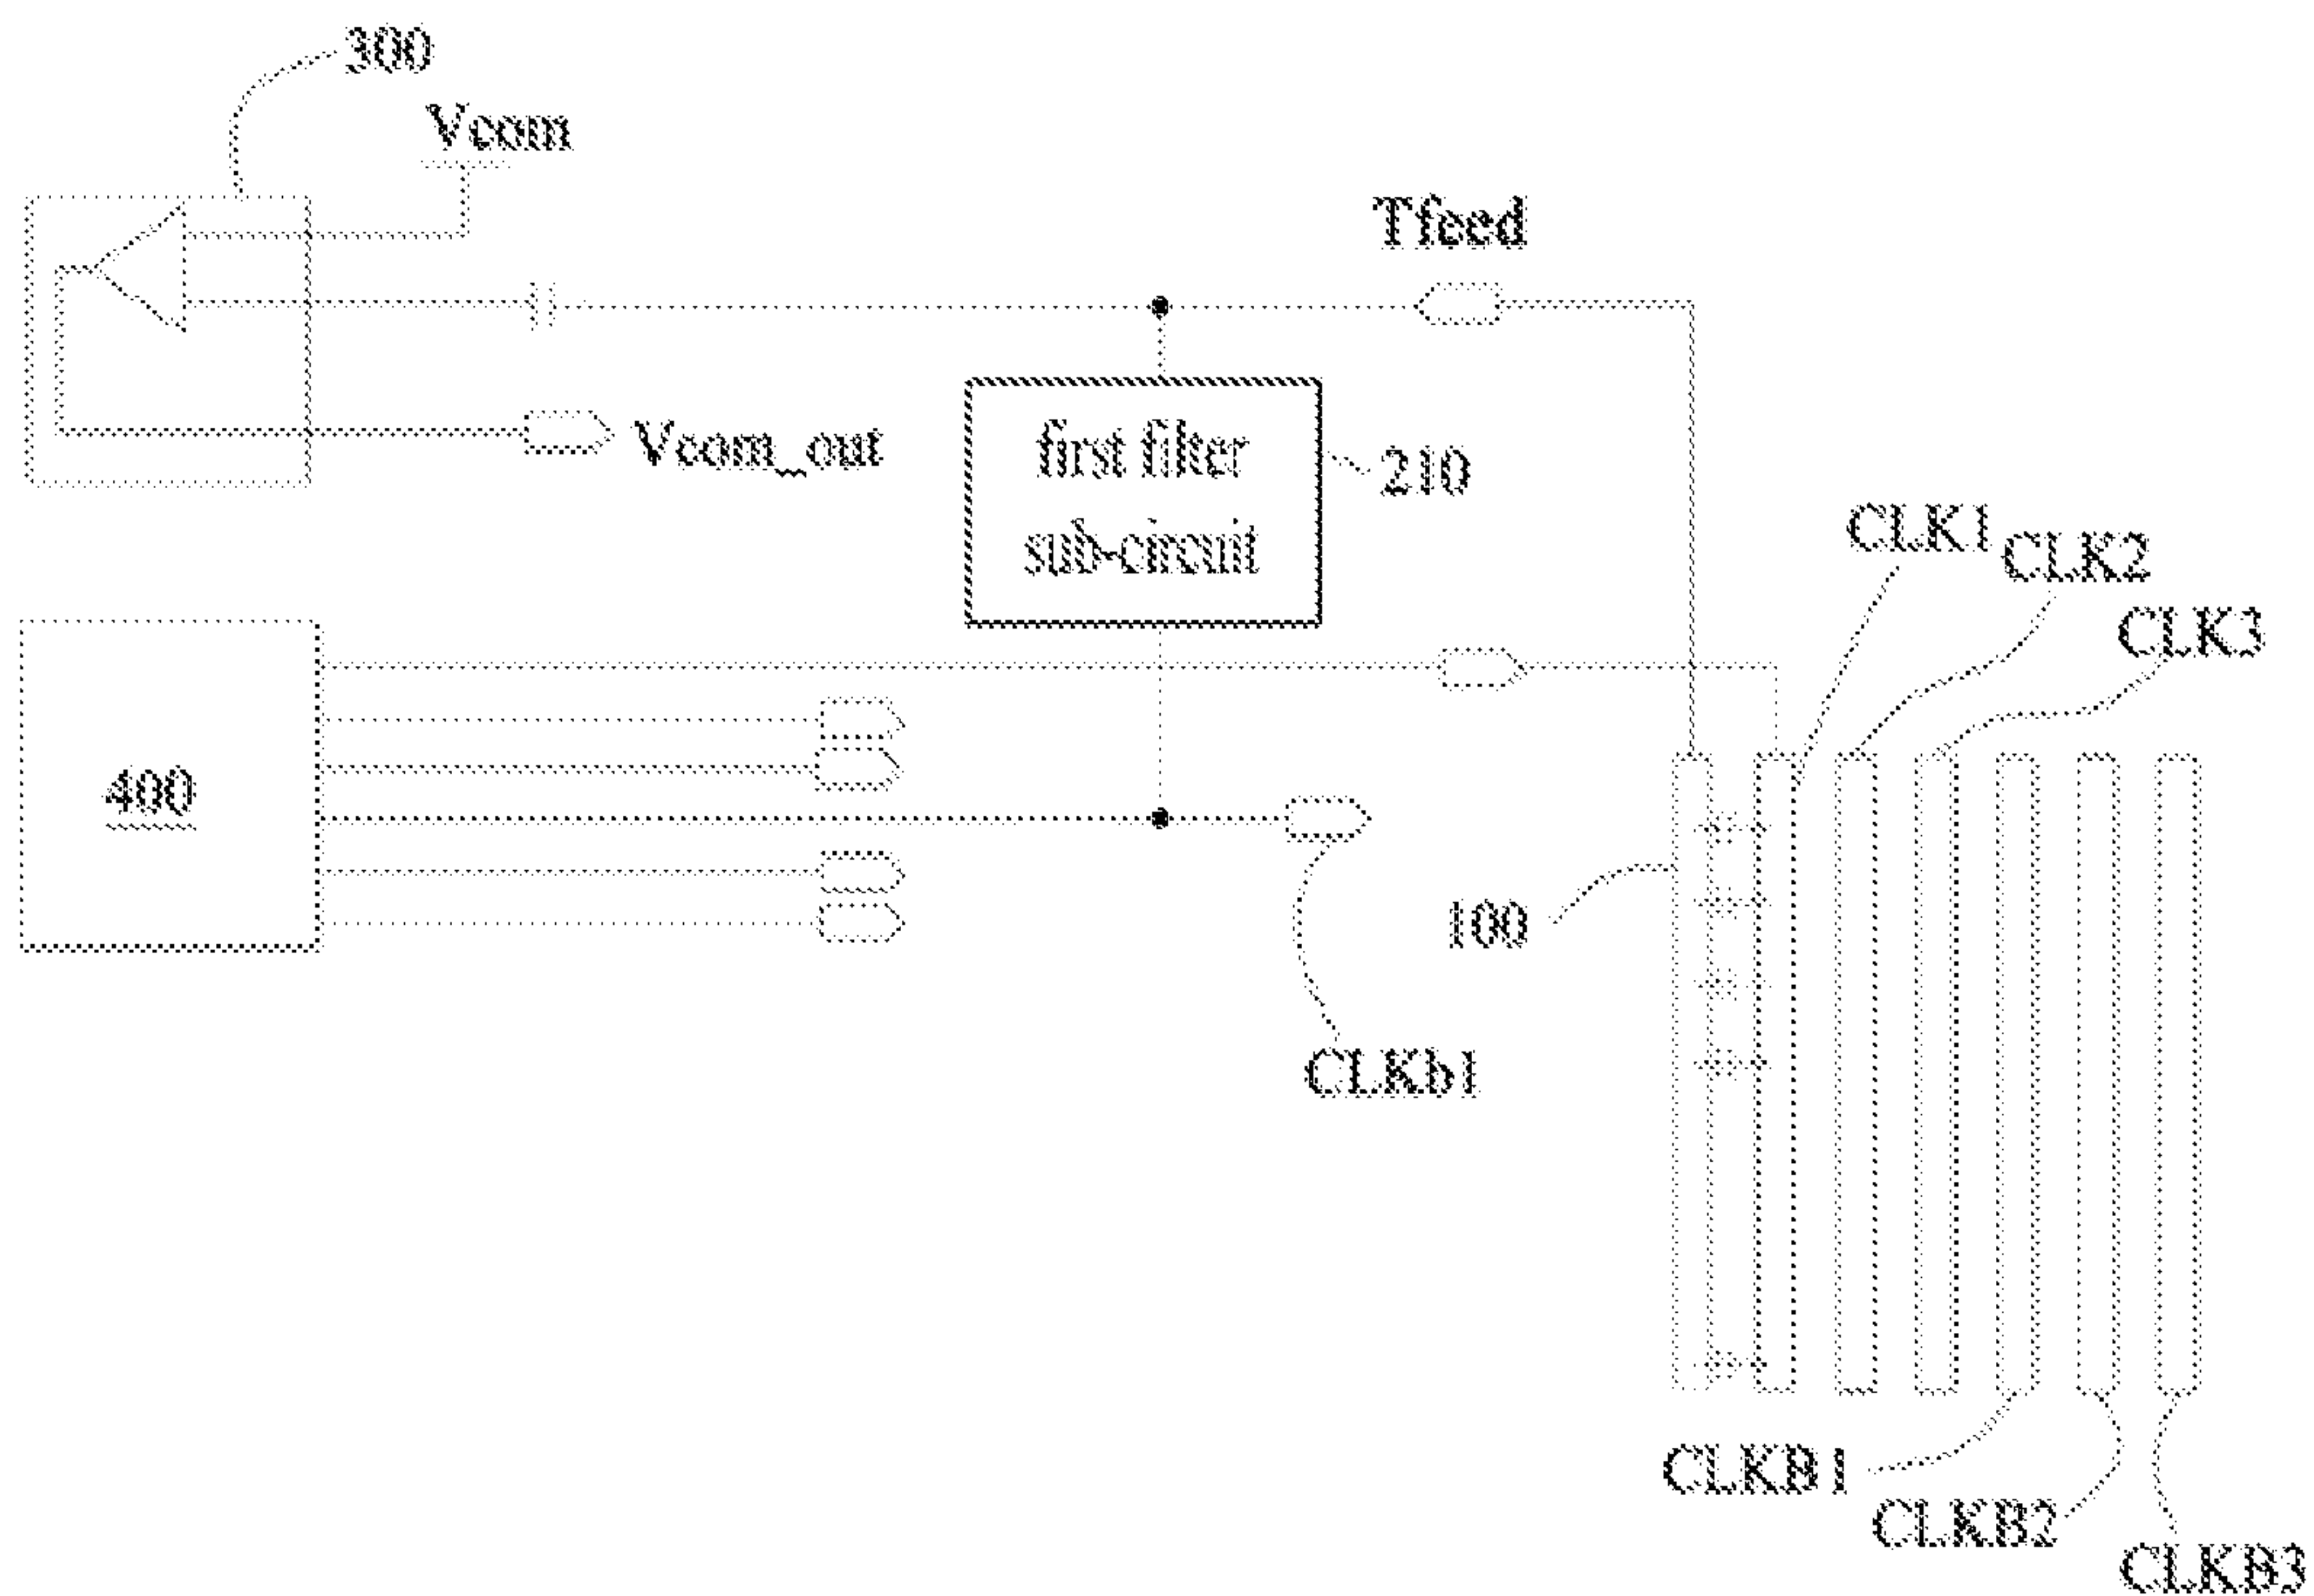 300
Vcom
Tfeed
Vcom_out
first filter
sub-circuit
210
CLK1
CLK2
CLK3
400
100
CLKb1
CLKB1
CLKB2
CLKB3